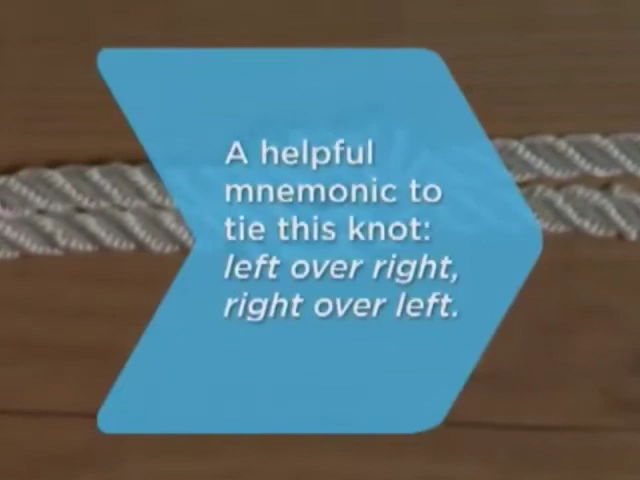 A helpful
mnemonic to
tie this knot:
left over right,
right over left.